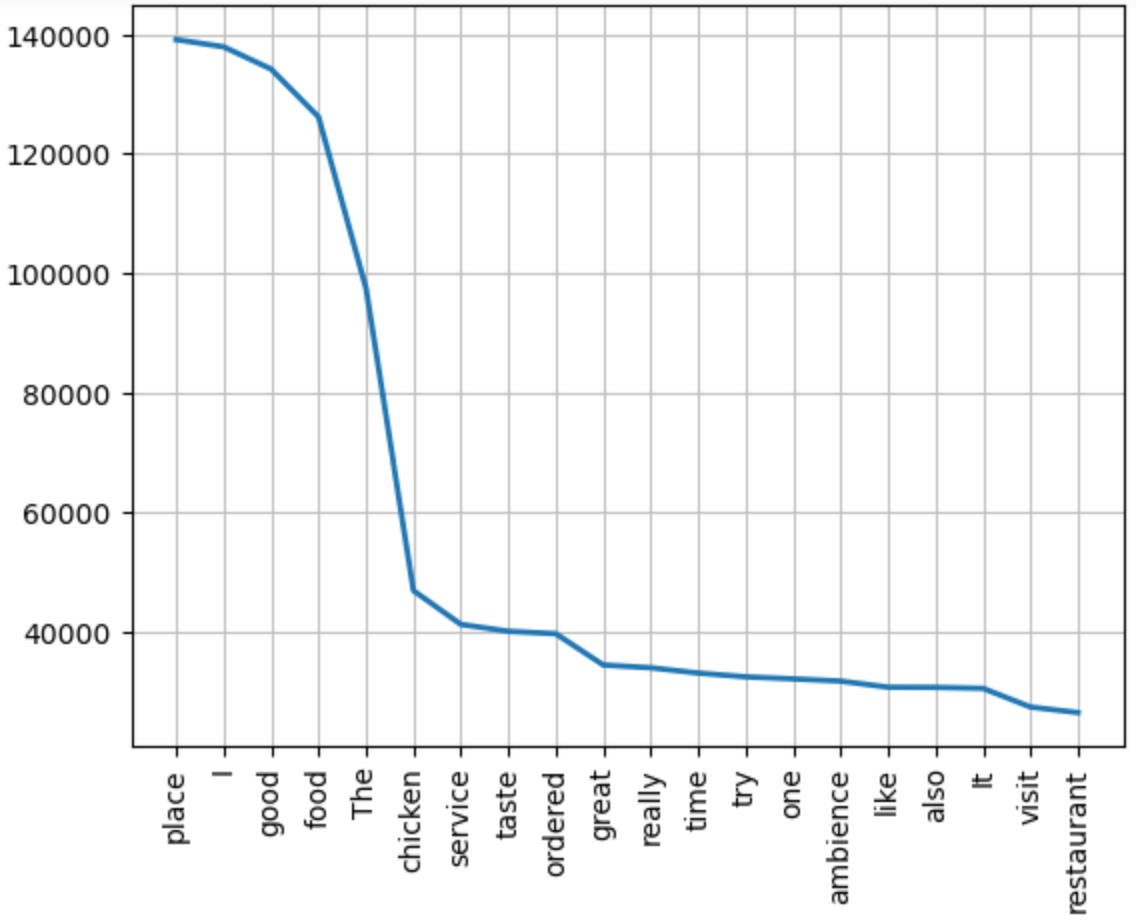 140000
120000
100000
80000
60000
40000
place
I
good
food
The
chicken
service
taste
ordered
great
really
time
try
one
ambience
like
also
It
visit
restaurant